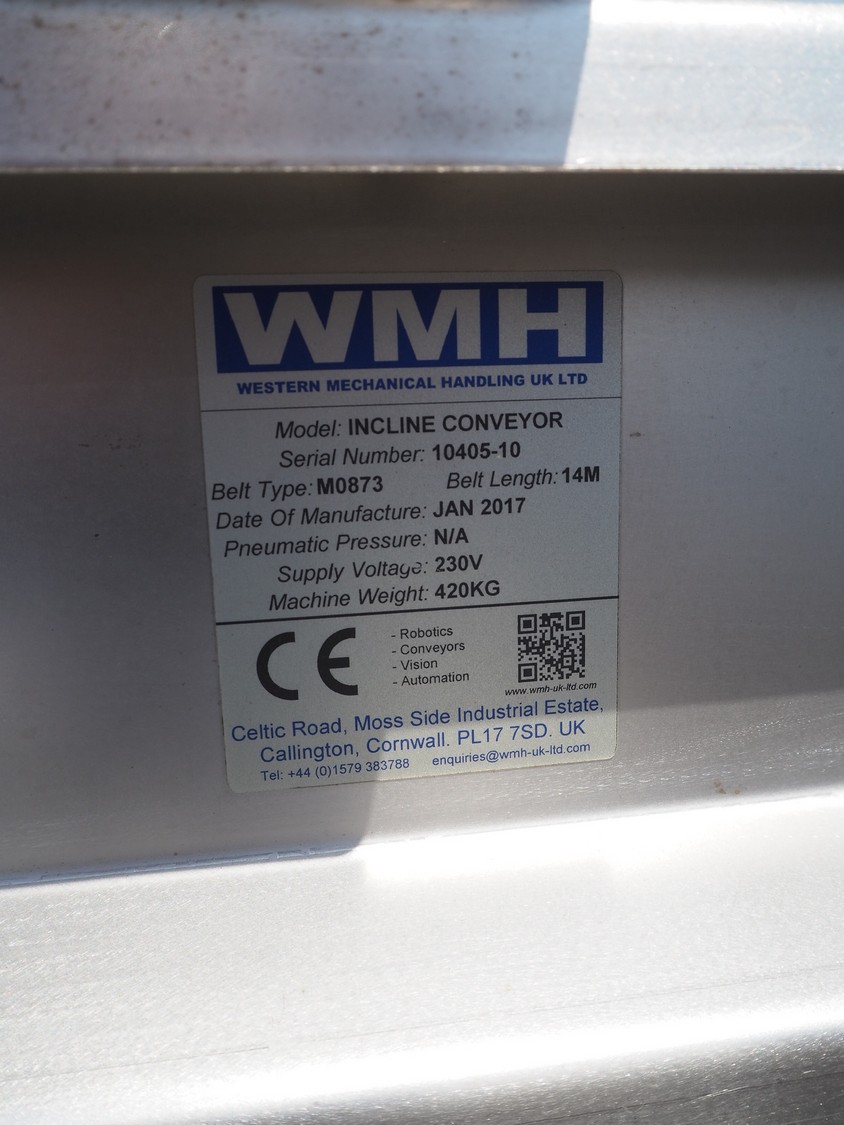 WMH
WESTERN MECHANICAL HANDLING UK LTD
Model: INCLINE CONVEYOR
Serial Number: 10405-10
Belt Type: M0873 Belt Length: 14M
Date Of Manufacture: JAN 2017
Pneumatic Pressure: N/A
Supply Voltage: 230V
Machine Weight: 420KG
CE
- Robotics
- Conveyors
- Vision
- Automation
www.wmh-uk-ltd.com
Celtic Road, Moss Side Industrial Estate,
Callington, Cornwall. PL17 7SD. UK
Tel: +44 (0)1579 383788 enquiries@wmh-uk-ltd.com